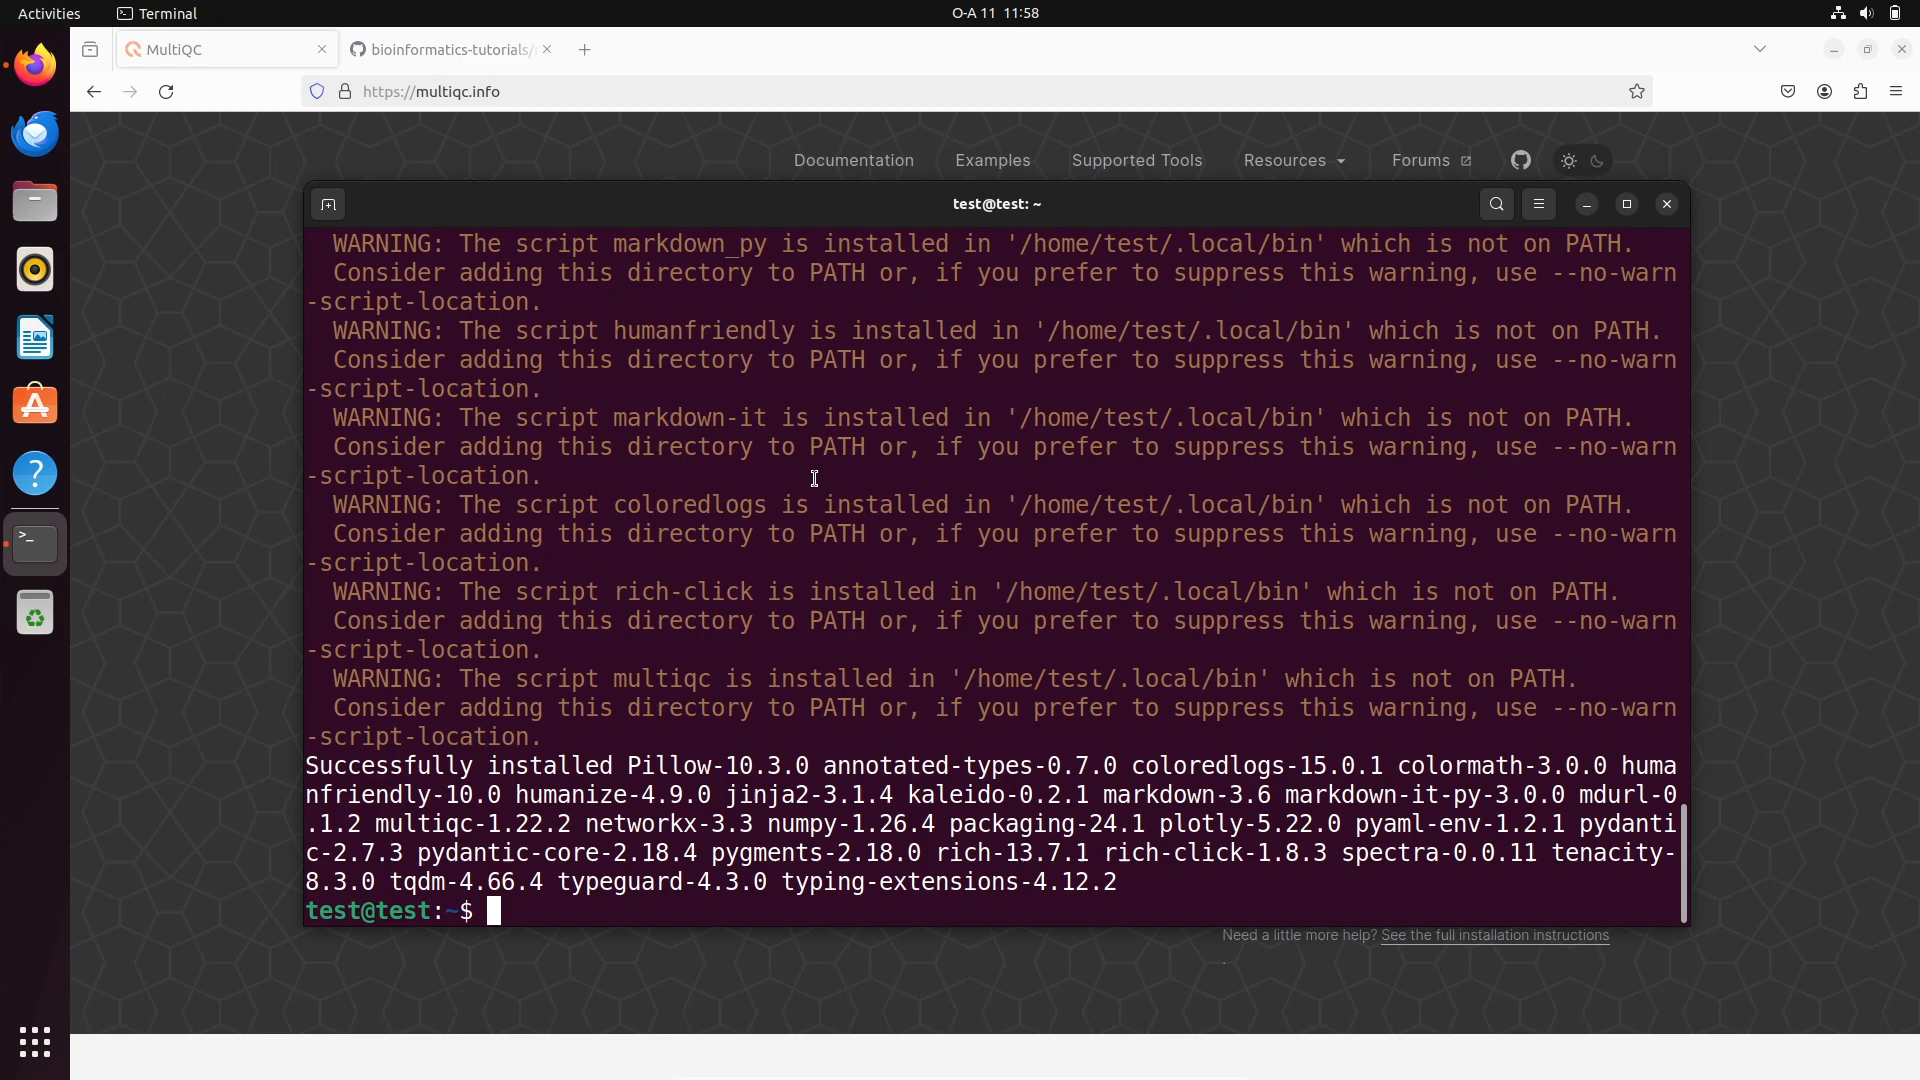 Activities
Terminal
O-A 11 11:58
MultiQC
bioinformatics-tutorials/
https://multiqc.info
Documentation
Examples
Supported Tools
Resources
Forums
test@test: ~
WARNING: The script markdown_py is installed in '/home/test/.local/bin' which is not on PATH.
Consider adding this directory to PATH or, if you prefer to suppress this warning, use --no-warn
-script-location.
WARNING: The script humanfriendly is installed in '/home/test/.local/bin' which is not on PATH.
Consider adding this directory to PATH or, if you prefer to suppress this warning, use --no-warn
-script-location.
WARNING: The script markdown-it is installed in '/home/test/.local/bin' which is not on PATH.
Consider adding this directory to PATH or, if you prefer to suppress this warning, use --no-warn
-script-location.
WARNING: The script coloredlogs is installed in '/home/test/.local/bin' which is not on PATH.
Consider adding this directory to PATH or, if you prefer to suppress this warning, use --no-warn
-script-location.
WARNING: The script rich-click is installed in '/home/test/.local/bin' which is not on PATH.
Consider adding this directory to PATH or, if you prefer to suppress this warning, use --no-warn
-script-location.
WARNING: The script multiqc is installed in '/home/test/.local/bin' which is not on PATH.
Consider adding this directory to PATH or, if you prefer to suppress this warning, use --no-warn
-script-location.
Successfully installed Pillow-10.3.0 annotated-types-0.7.0 coloredlogs-15.0.1 colormath-3.0.0 huma
nfriendly-10.0 humanize-4.9.0 jinja2-3.1.4 kaleido-0.2.1 markdown-3.6 markdown-it-py-3.0.0 mdurl-0
.1.2 multiqc-1.22.2 networkx-3.3 numpy-1.26.4 packaging-24.1 plotly-5.22.0 pyaml-env-1.2.1 pydanti
c-2.7.3 pydantic-core-2.18.4 pygments-2.18.0 rich-13.7.1 rich-click-1.8.3 spectra-0.0.11 tenacity-
8.3.0 tqdm-4.66.4 typeguard-4.3.0 typing-extensions-4.12.2
test@test:~$
Need a little more help? See the full installation instructions
.